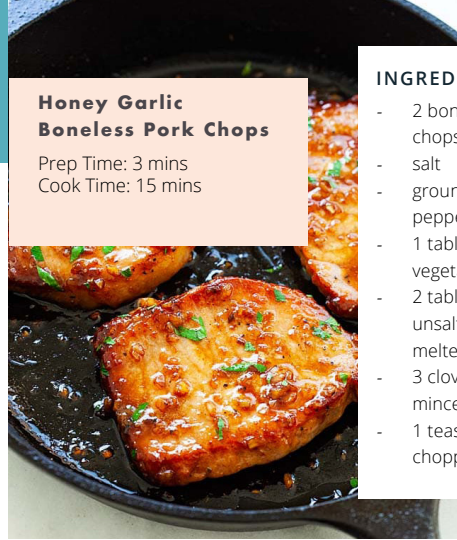 Honey Garlic
Boneless Pork Chops
Prep Time: 3 mins
Cook Time: 15 mins
INGRED
- 2 bon
chops
- salt
- groun
peppe
- 1 tabl
veget
- 2 tabl
unsalt
melte
- 3 clov
mince
- 1 teas
chopp